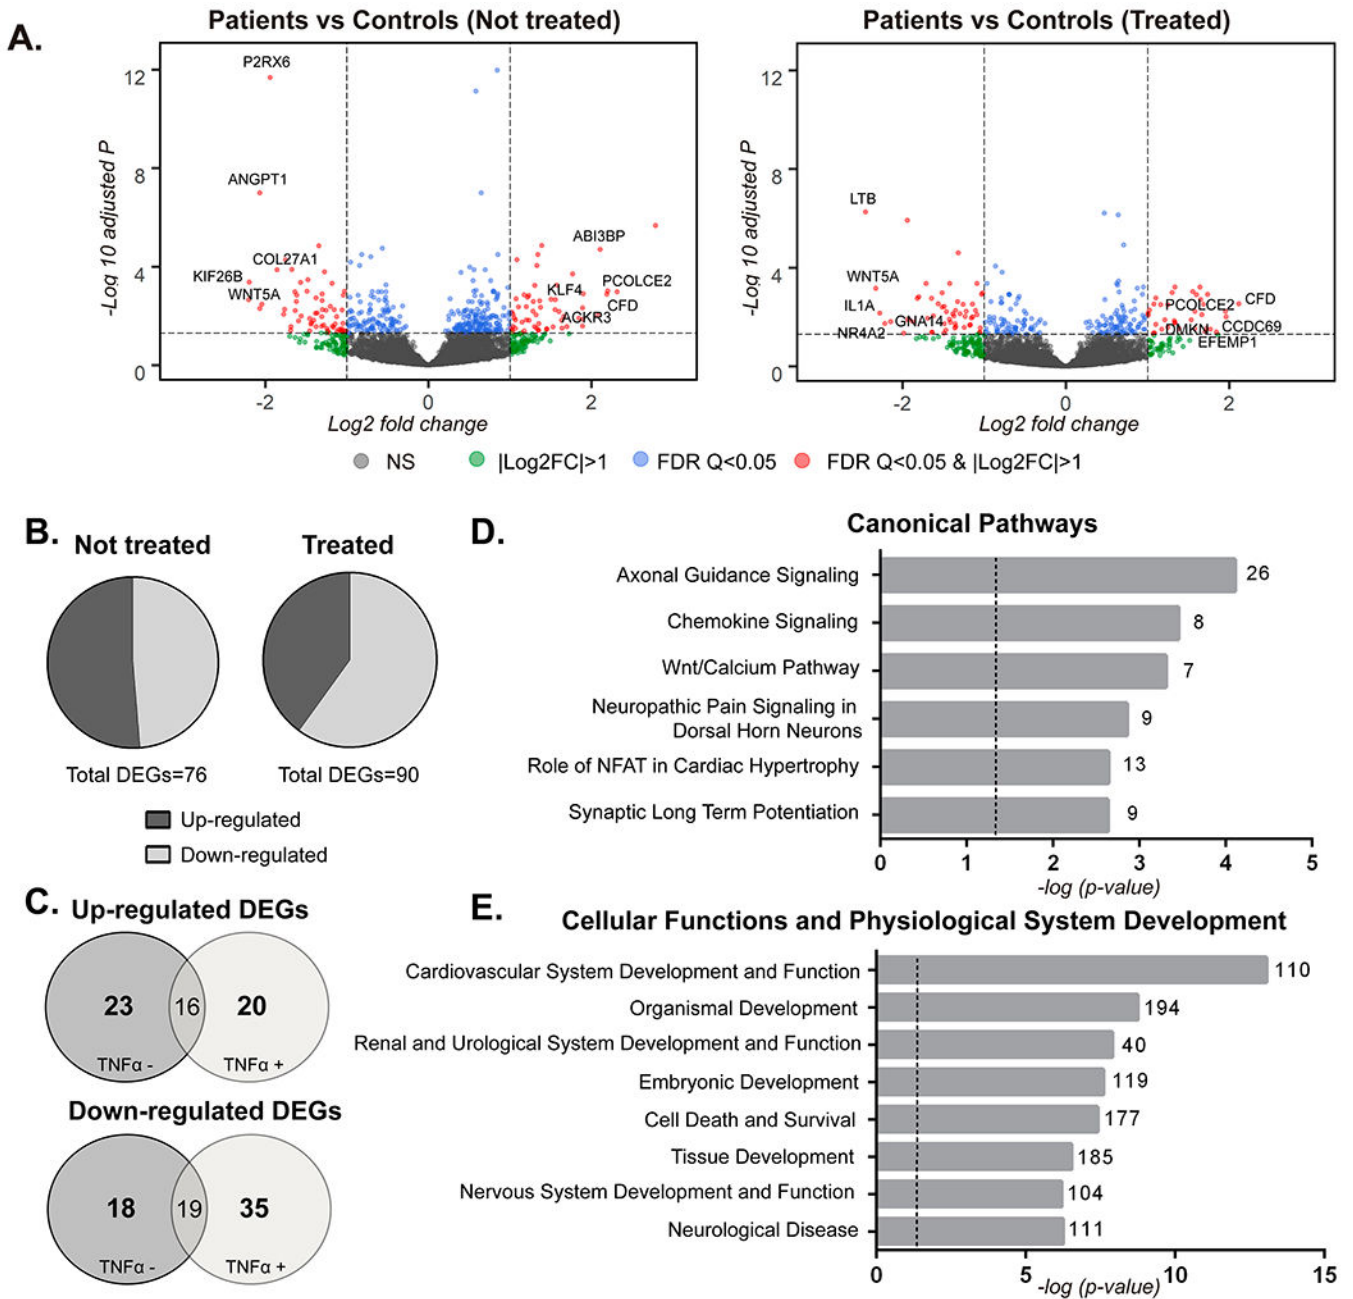 A.
Patients vs Controls (Not treated)
Patients vs Controls (Treated)
-Log 10 adjusted P
12
8
4
0
P2RX6
ANGPT1
COL27A1
KIF26B
WNT5A
ABI3BP
KLF4
PCOLCE2
CFD
ACKR3
-2
0
2
Log2 fold change
-Log 10 adjusted P
12
8
4
0
LTB
WNT5A
IL1A
GNA14
NR4A2
PCOLCE2
CFD
DMKN
CCDC69
EFEMP1
-2
0
2
Log2 fold change
NS
|Log2FC|>1
FDR Q<0.05
FDR Q<0.05 & |Log2FC|>1
B.
Not treated
Treated
Total DEGs=76
Total DEGs=90
Up-regulated
Down-regulated
C.
Up-regulated DEGs
23
16
20
TNFα -
TNFα +
Down-regulated DEGs
18
19
35
TNFα -
TNFα +
D.
Canonical Pathways
Axonal Guidance Signaling
26
Chemokine Signaling
8
Wnt/Calcium Pathway
7
Neuropathic Pain Signaling in
Dorsal Horn Neurons
9
Role of NFAT in Cardiac Hypertrophy
13
Synaptic Long Term Potentiation
9
0
1
2
3
4
5
-log (p-value)
E.
Cellular Functions and Physiological System Development
Cardiovascular System Development and Function
110
Organismal Development
194
Renal and Urological System Development and Function
40
Embryonic Development
119
Cell Death and Survival
177
Tissue Development
185
Nervous System Development and Function
104
Neurological Disease
111
0
5
10
15
-log (p-value)